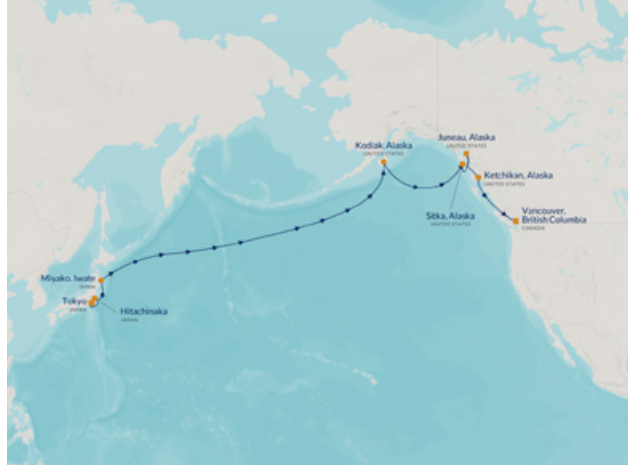 Kodiak, Alaska
UNITED STATES
Juneau, Alaska
UNITED STATES
Ketchikan, Alaska
UNITED STATES
Sitka, Alaska
UNITED STATES
Vancouver,
British Columbia
CANADA
Miyako, Iwate
JAPAN
Tokyo
JAPAN
Hitachinaka
JAPAN